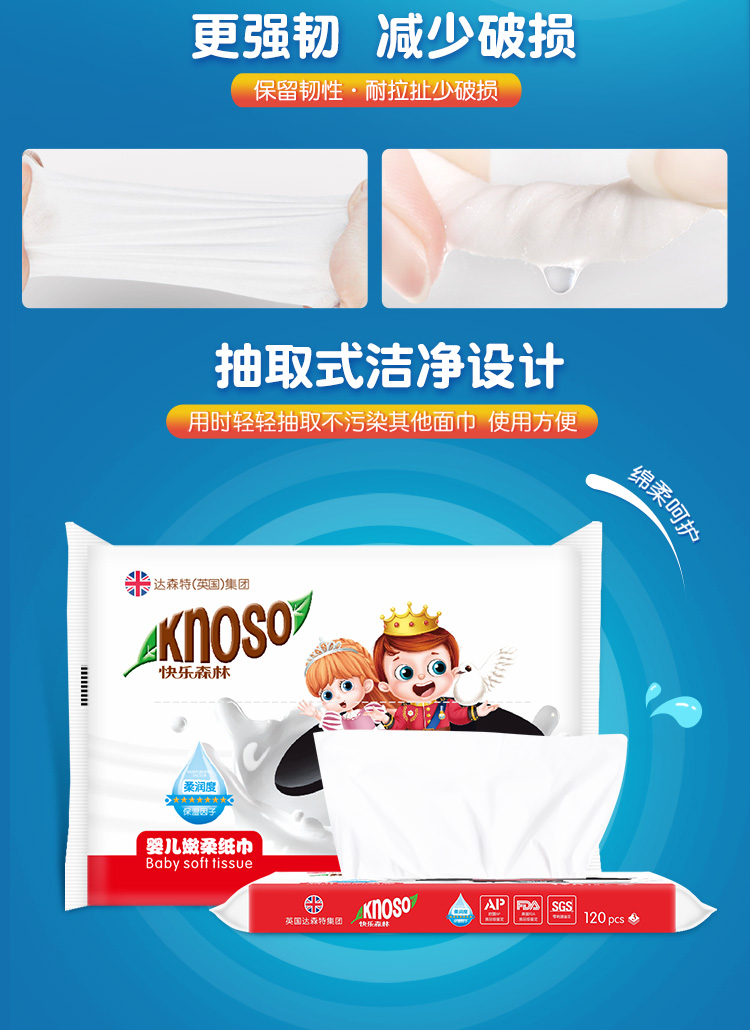 更强韧 减少破损
保留韧性·耐拉扯少破损
抽取式洁净设计
用时轻轻抽取不污染其他面巾 使用方便
绵柔呵护
达森特(英国)集团
KNOSO
快乐森林
柔润度
保湿因子
婴儿嫩柔纸巾
Baby soft tissue
英国达森特集团
KNOSO
快乐森林
柔润度
AP
FDA
SGS
120pcs